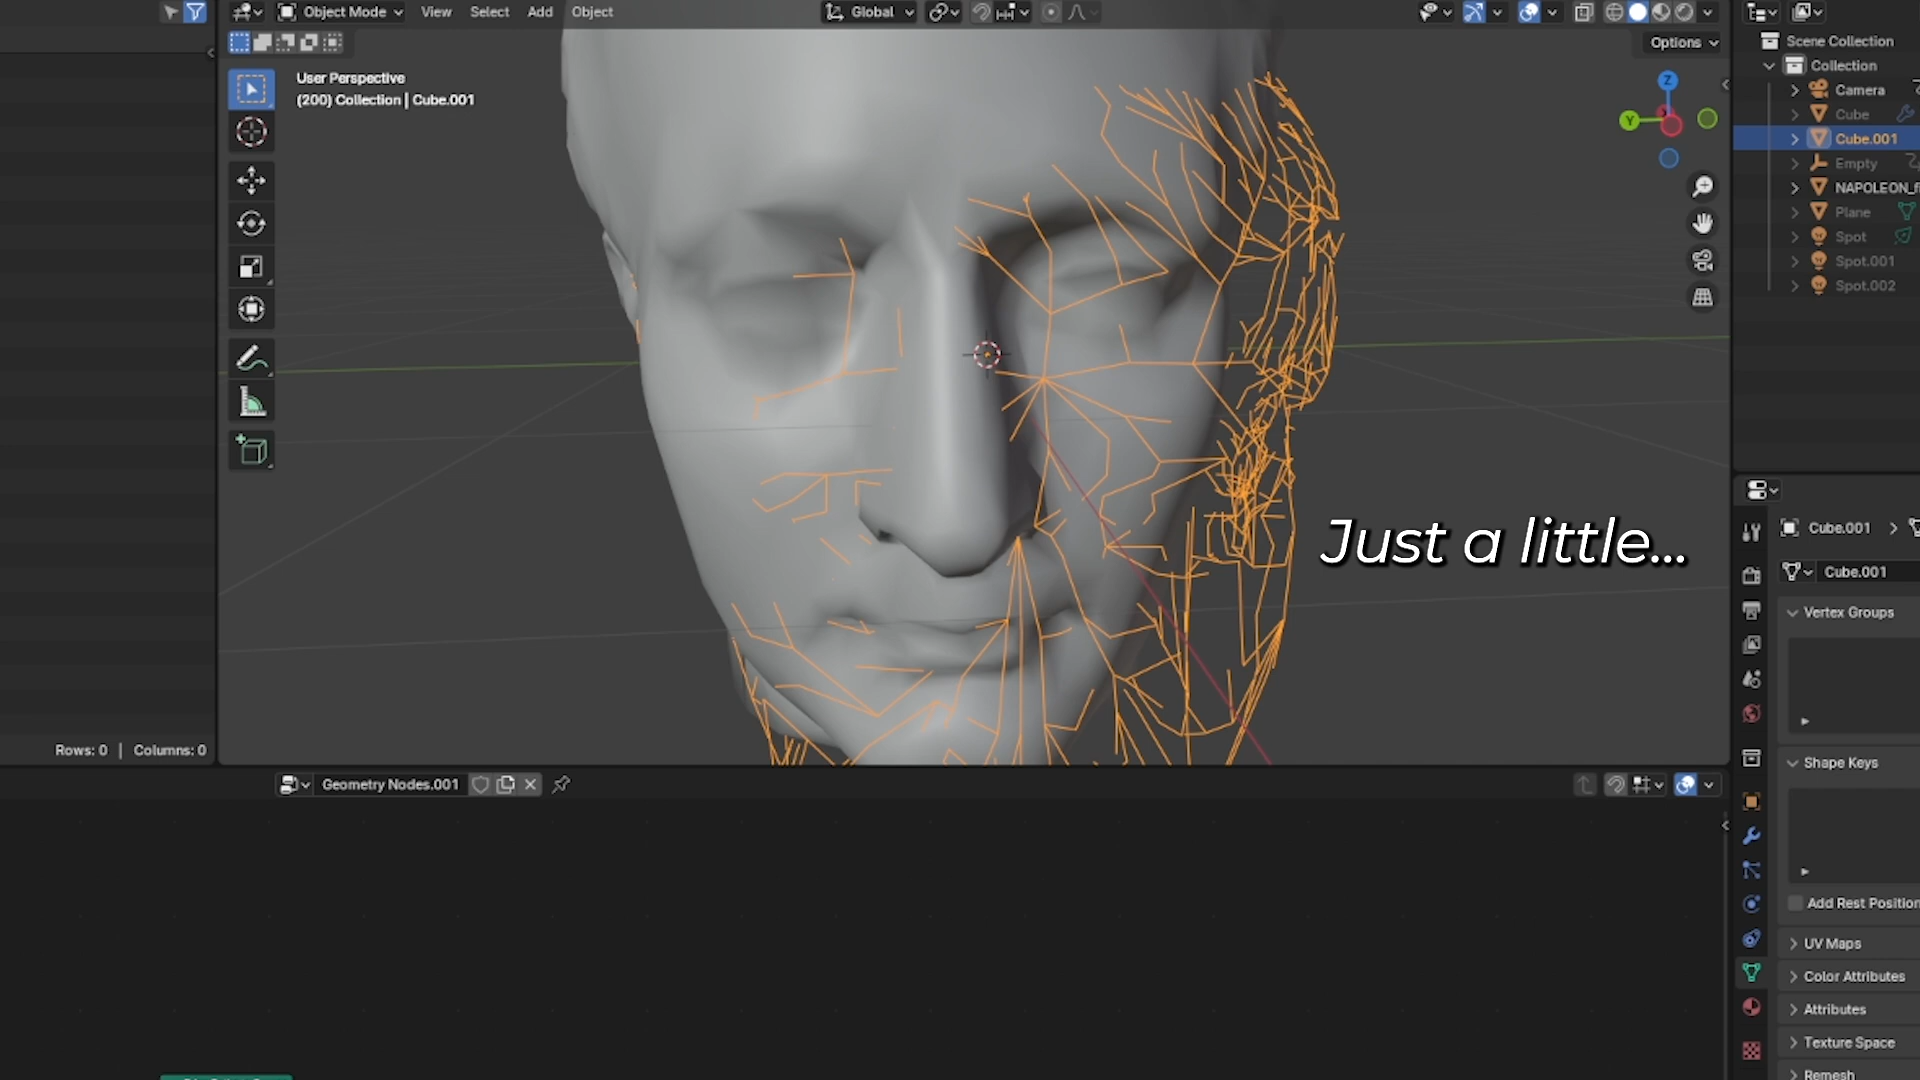 Object Mode
View
Select
Add
Object
Global
Options
User Perspective
(200) Collection | Cube.001
Z
Y
Scene Collection
Collection
Camera
Cube
Cube.001
Empty
NAPOLEON_f
Plane
Spot
Spot.001
Spot.002
Just a little...
Rows: 0 | Columns: 0
Geometry Nodes.001
Cube.001
Cube.001
Vertex Groups
Shape Keys
Add Rest Position
UV Maps
Color Attributes
Attributes
Texture Space
Remesh